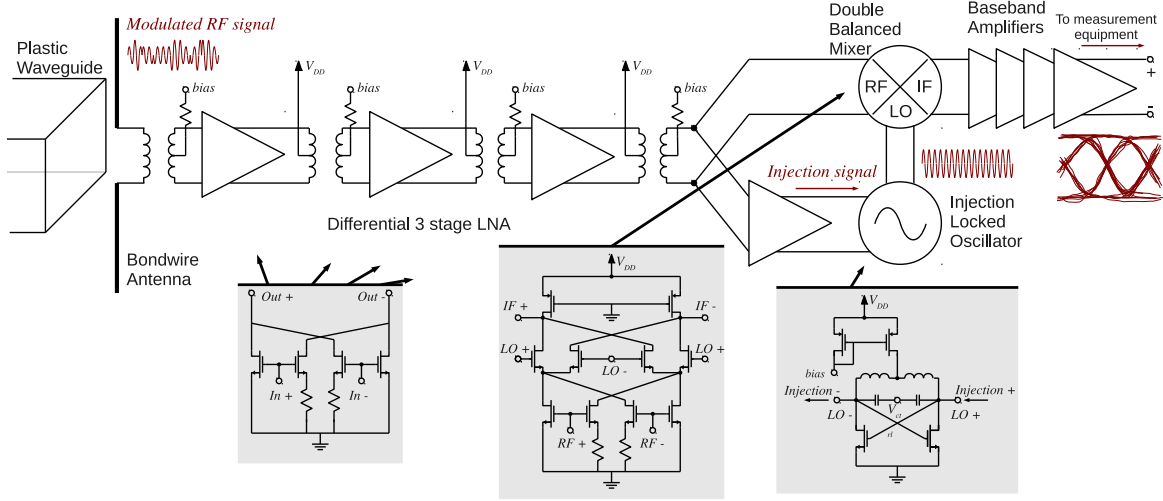 Modulated RF signal
Plastic
Waveguide
bias
V_DD
bias
V_DD
bias
V_DD
bias
Double
Balanced
Mixer
RF
IF
LO
Baseband
Amplifiers
To measurement
equipment
+
-
Injection signal
Injection
Locked
Oscillator
Differential 3 stage LNA
Bondwire
Antenna
Out +
Out -
In +
In -
V_DD
IF +
IF -
LO +
LO -
LO +
RF +
RF -
V_DD
bias
Injection -
Injection +
LO -
V_ct
rl
LO +